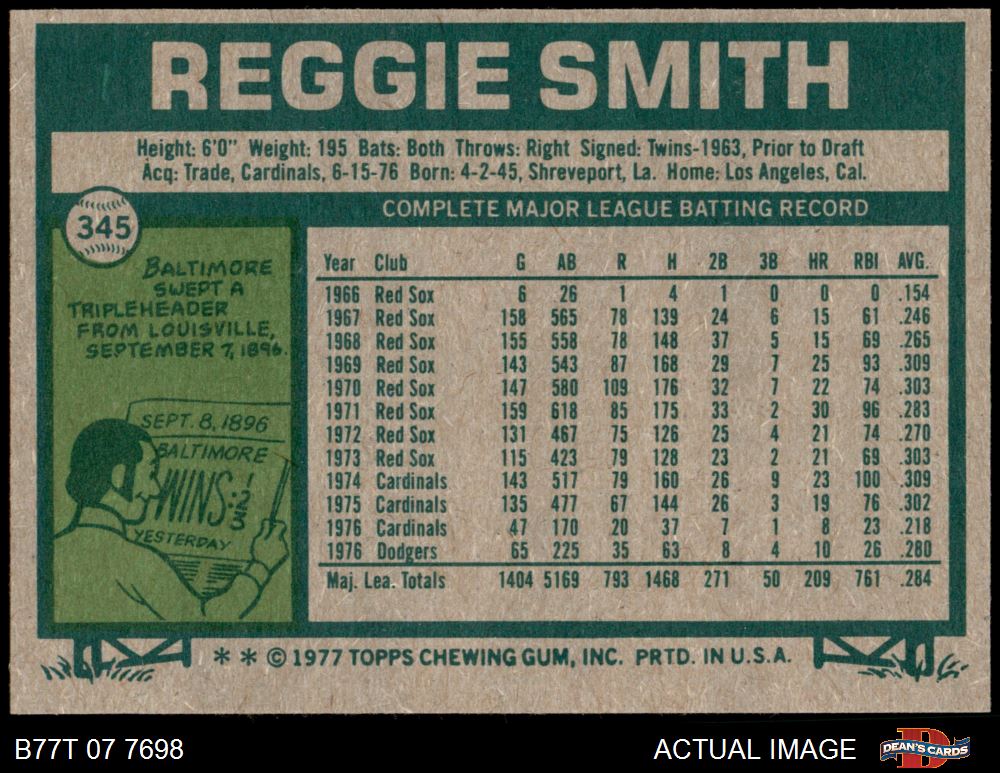 REGGIE SMITH
Height: 6'0" Weight: 195 Bats: Both Throws: Right Signed: Twins-1963, Prior to Draft
Acq: Trade, Cardinals, 6-15-76 Born: 4-2-45, Shreveport, La. Home: Los Angeles, Cal.
345
BALTIMORE
SWEPT A
TRIPLEHEADER
FROM LOUISVILLE,
SEPTEMBER 7, 1896.
SEPT. 8, 1896
BALTIMORE
WINS: 1 2 3
YESTERDAY
COMPLETE MAJOR LEAGUE BATTING RECORD
Year Club G AB R H 2B 3B HR RBI AVG.
1966 Red Sox 6 26 1 4 1 0 0 0 .154
1967 Red Sox 158 565 78 139 24 6 15 61 .246
1968 Red Sox 155 558 78 148 37 5 15 69 .265
1969 Red Sox 143 543 87 168 29 7 25 93 .309
1970 Red Sox 147 580 109 176 32 7 22 74 .303
1971 Red Sox 159 618 85 175 33 2 30 96 .283
1972 Red Sox 131 467 75 126 25 4 21 74 .270
1973 Red Sox 115 423 79 128 23 2 21 69 .303
1974 Cardinals 143 517 79 160 26 9 23 100 .309
1975 Cardinals 135 477 67 144 26 3 19 76 .302
1976 Cardinals 47 170 20 37 7 1 8 23 .218
1976 Dodgers 65 225 35 63 8 4 10 26 .280
Maj. Lea. Totals 1404 5169 793 1468 271 50 209 761 .284
* * © 1977 TOPPS CHEWING GUM, INC. PRTD. IN U.S.A.
B77T 07 7698
ACTUAL IMAGE
D
DEAN'S CARDS